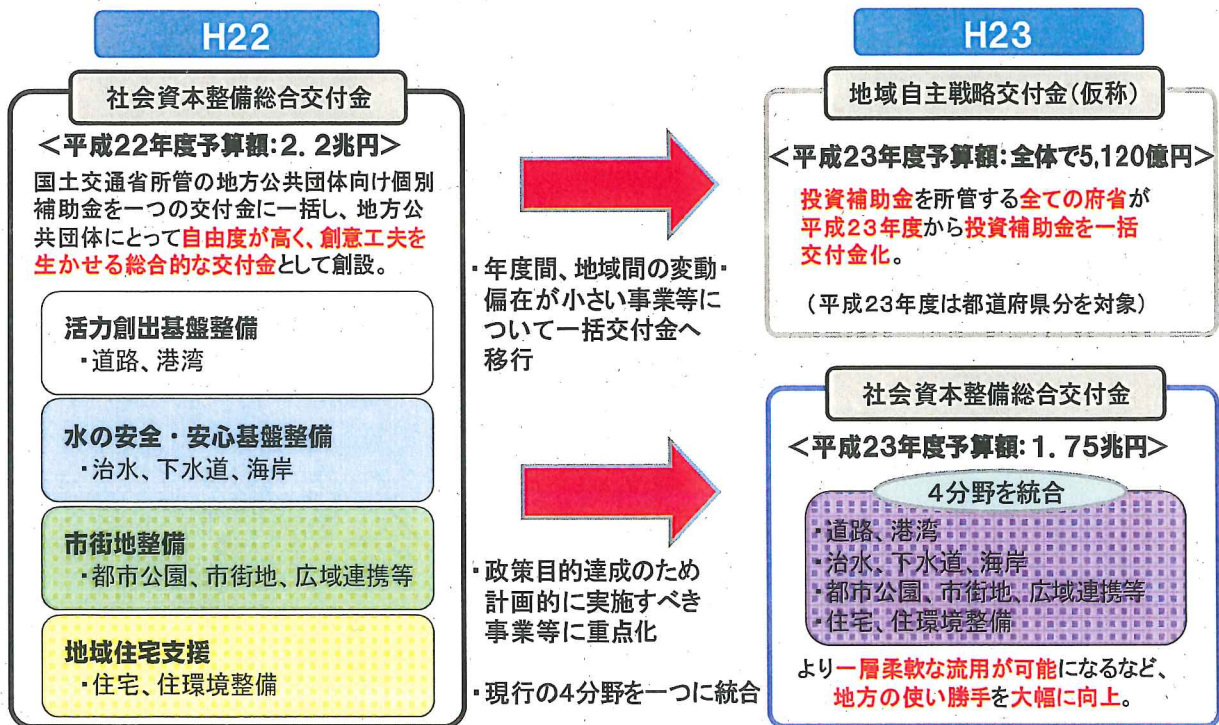 H22
社会資本整備総合交付金
＜平成22年度予算額：2．2兆円＞
国土交通省所管の地方公共団体向け個別
補助金を一つの交付金に一括し、地方公
共団体にとって自由度が高く、創意工夫を
生かせる総合的な交付金として創設。
活力創出基盤整備
・道路、港湾
水の安全・安心基盤整備
・治水、下水道、海岸
市街地整備
・都市公園、市街地、広域連携等
地域住宅支援
・住宅、住環境整備
・年度間、地域間の変動・
偏在が小さい事業等に
ついて一括交付金へ
移行
・政策目的達成のため
計画的に実施すべき
事業等に重点化
・現行の4分野を一つに統合
H23
地域自主戦略交付金（仮称）
＜平成23年度予算額：全体で5,120億円＞
投資補助金を所管する全ての府省が
平成23年度から投資補助金を一括
交付金化。
（平成23年度は都道府県分を対象）
社会資本整備総合交付金
＜平成23年度予算額：1．75兆円＞
4分野を統合
・道路、港湾
・治水、下水道、海岸
・都市公園、市街地、広域連携等
・住宅、住環境整備
より一層柔軟な流用が可能になるなど、
地方の使い勝手を大幅に向上。